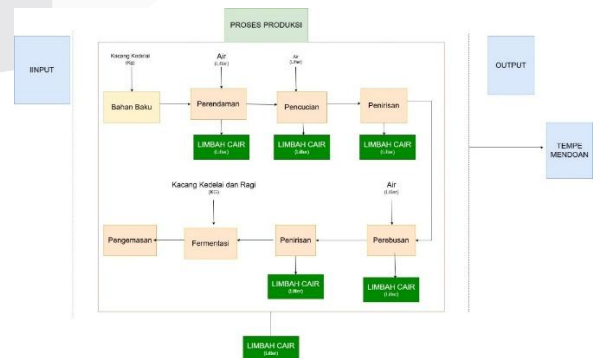 PROSES PRODUKSI
IINPUT
OUTPUT
Kacang Kedelai
(Kg)
Air
(Liter)
Air
(Liter)
Bahan Baku
Perendaman
Pencucian
Penirisan
LIMBAH CAIR
(Liter)
LIMBAH CAIR
(Liter)
LIMBAH CAIR
(Liter)
TEMPE
MENDOAN
Kacang Kedelai dan Ragi
(KG)
Air
(Liter)
Pengemasan
Fermentasi
Penirisan
Perebusan
LIMBAH CAIR
(Liter)
LIMBAH CAIR
(Liter)
LIMBAH CAIR
(Liter)